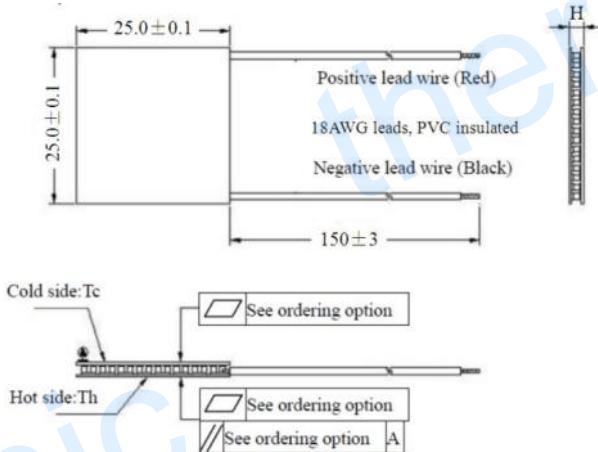 25.0±0.1
H
25.0±0.1
Positive lead wire (Red)
18AWG leads, PVC insulated
Negative lead wire (Black)
150±3
Cold side:Tc
See ordering option
Hot side:Th
See ordering option
See ordering option A